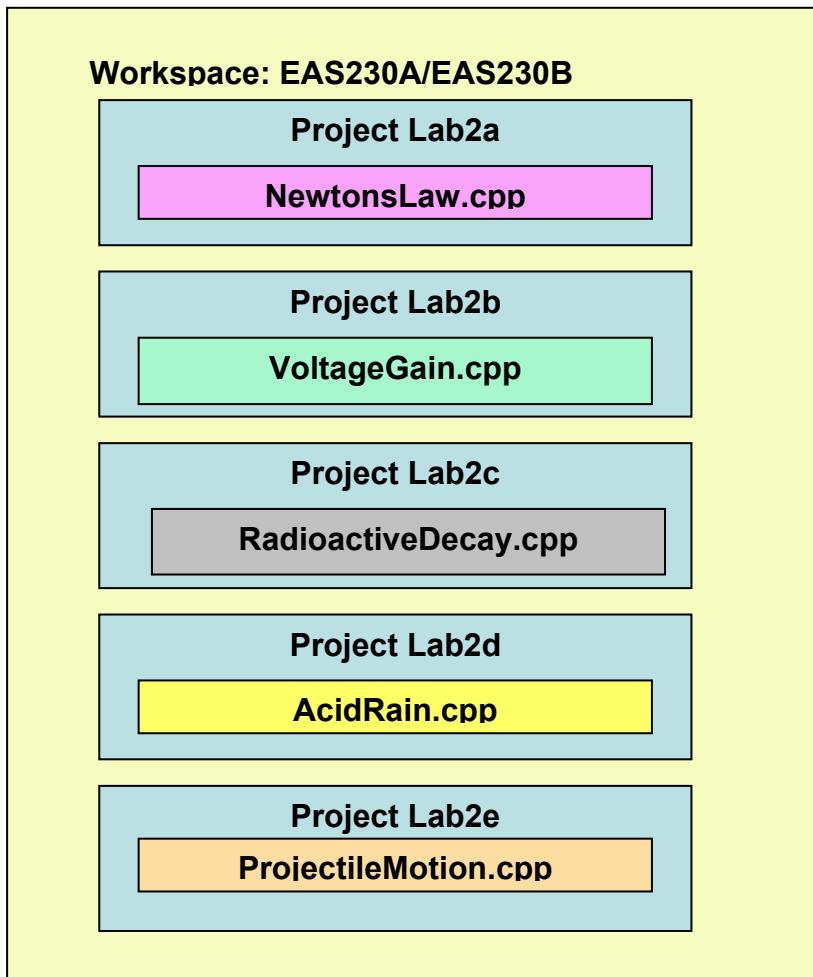 Workspace: EAS230A/EAS230B
Project Lab2a
NewtonsLaw.cpp
Project Lab2b
VoltageGain.cpp
Project Lab2c
RadioactiveDecay.cpp
Project Lab2d
AcidRain.cpp
Project Lab2e
ProjectileMotion.cpp